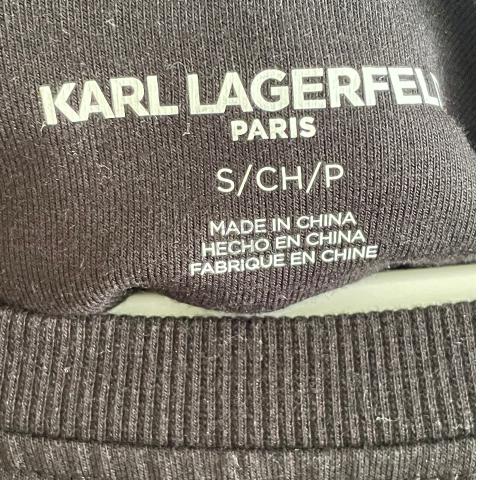 KARL LAGERFELD
PARIS
S/CH/P
MADE IN CHINA
HECHO EN CHINA
FABRIQUE EN CHINE